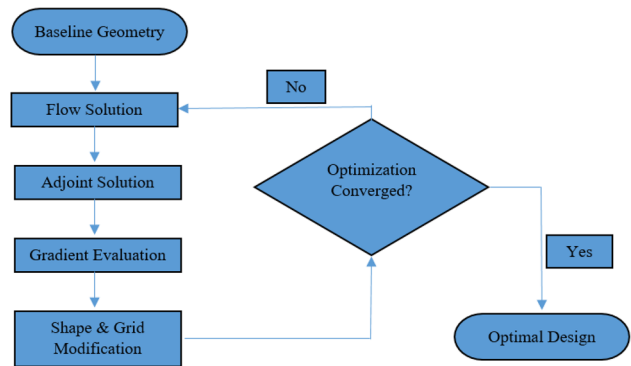 Baseline Geometry
No
Flow Solution
Optimization
Converged?
Adjoint Solution
Gradient Evaluation
Yes
Shape & Grid
Modification
Optimal Design